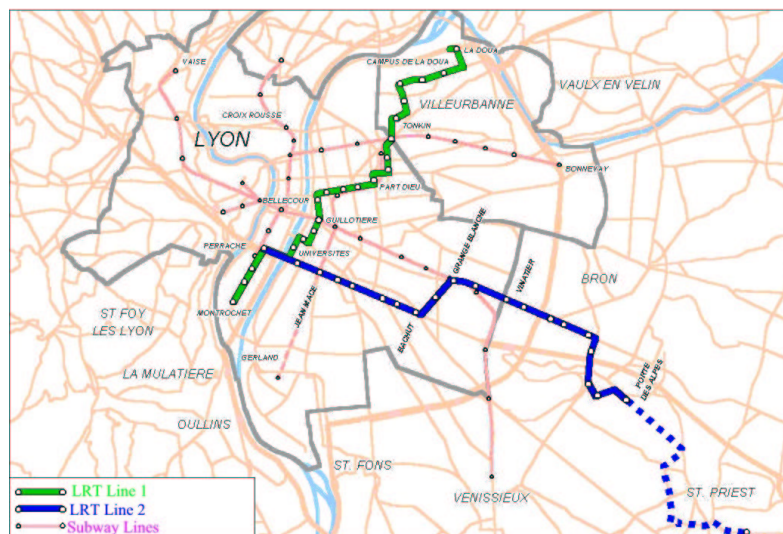 LA DOUA
VAISE
CAMPUS DE LA DOUA
VAULX EN VELIN
VILLEURBANNE
CROIX ROUSSE
TONKIN
LYON
BONNEVAY
PART DIEU
BELLECOUR
GUILLOTIERE
PERRACHE
UNIVERSITES
GRANGE BLANCHE
VINATIER
BRON
ST FOY
LES LYON
MONTROCHET
JEAN MACE
BACHUT
GERLAND
PORTE
DES ALPES
LA MULATIERE
OULLINS
ST. FONS
VENISSIEUX
ST. PRIEST
LRT Line 1
LRT Line 2
Subway Lines